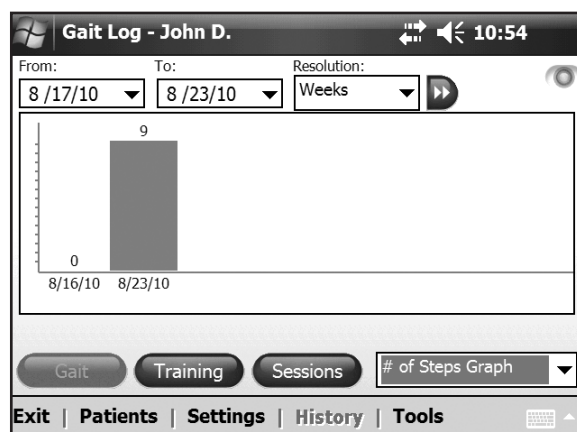 Gait Log - John D. 10:54
From: To: Resolution:
8 /17/10 8 /23/10 Weeks
9
0
8/16/10 8/23/10
Gait Training Sessions # of Steps Graph
Exit | Patients | Settings | History | Tools